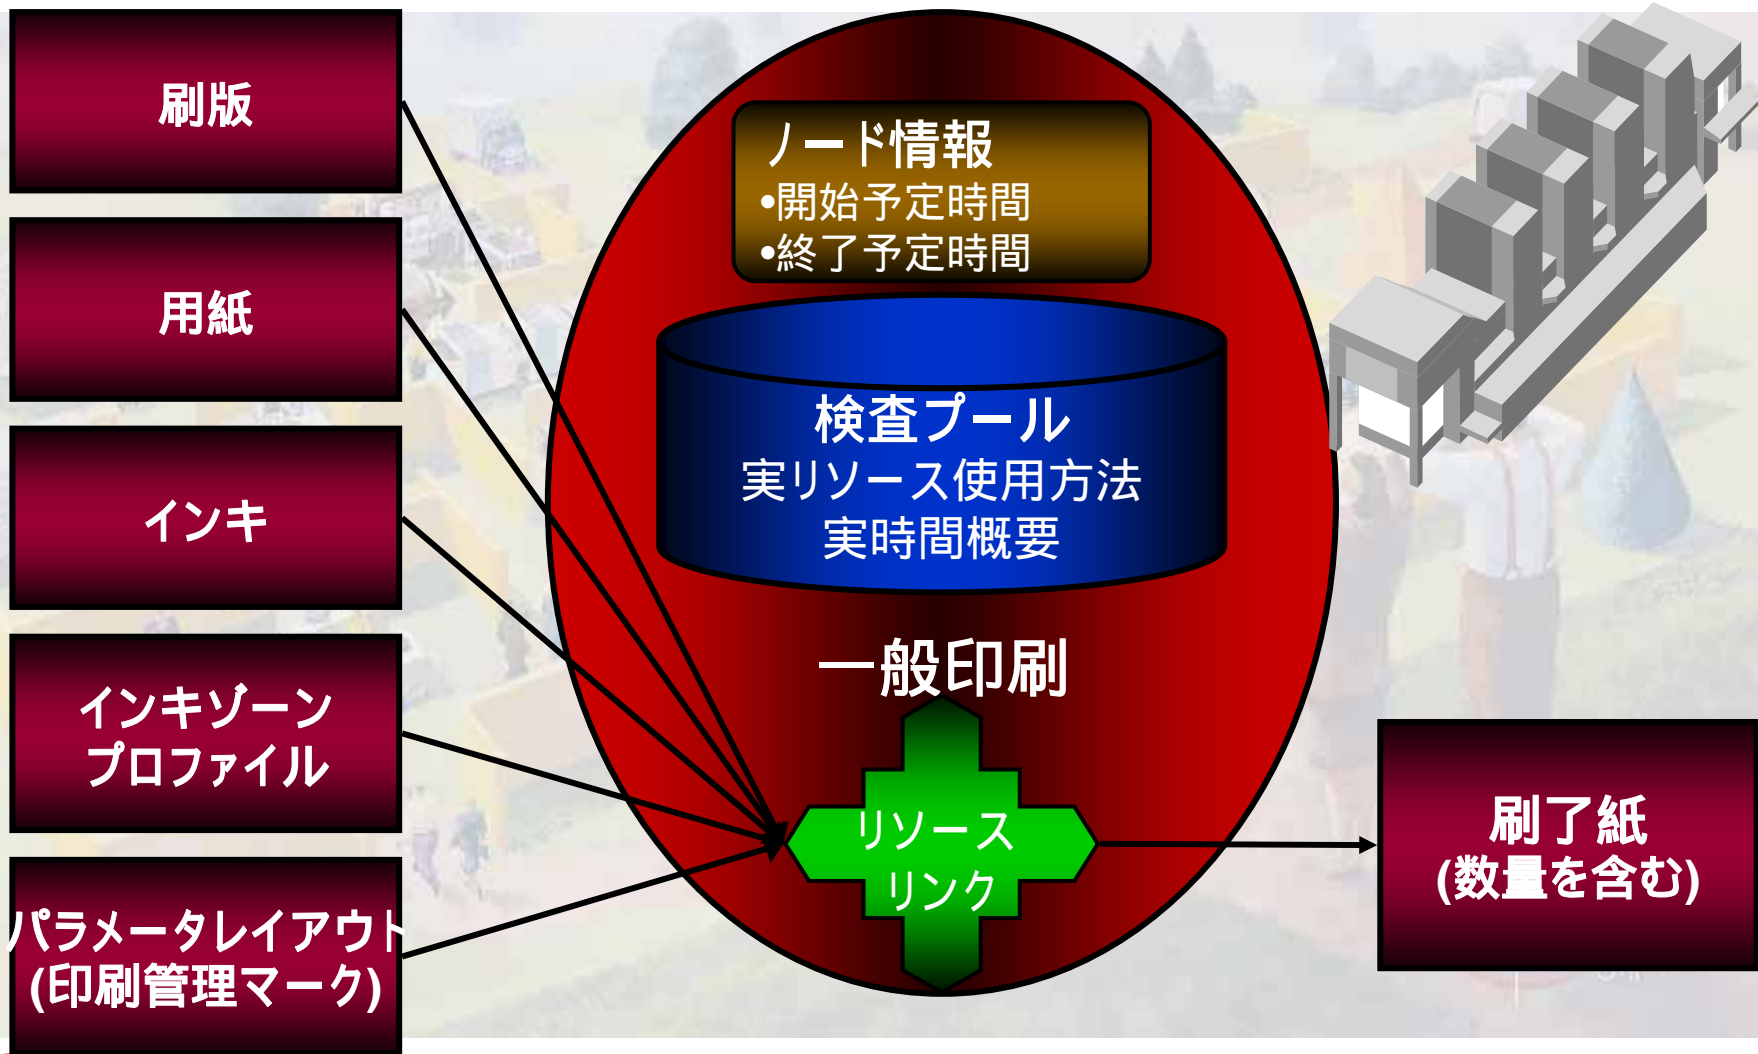 刷版
用紙
インキ
インキゾーン
プロファイル
パラメータレイアウト
(印刷管理マーク)
ノード情報
•開始予定時間
•終了予定時間
検査プール
実リソース使用方法
実時間概要
一般印刷
リソース
リンク
刷了紙
(数量を含む)